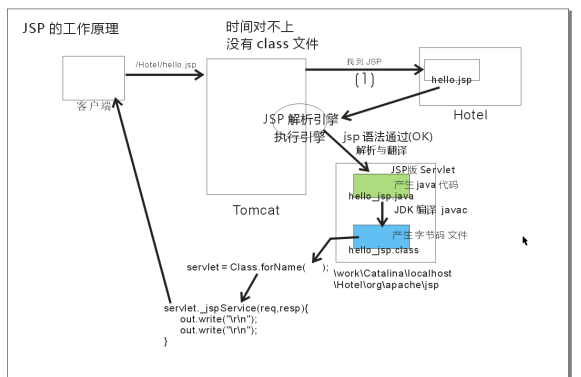 JSP 的工作原理
时间对不上
没有 class 文件
/Hotel/hello.jsp
找到 JSP
(1)
hello.jsp
客户端
Hotel
JSP 解析引擎
执行引擎
jsp 语法通过(OK)
解析与翻译
JSP版 Servlet
产生 java 代码
hello_jsp.java
Tomcat
JDK 编译 javac
产生字节码 文件
hello_jsp.class
servlet = Class.forName(      );
\work\Catalina\localhost
\Hotel\org\apache\jsp
servlet._jspService(req,resp){
out.write("\r\n");
out.write("\r\n");
}